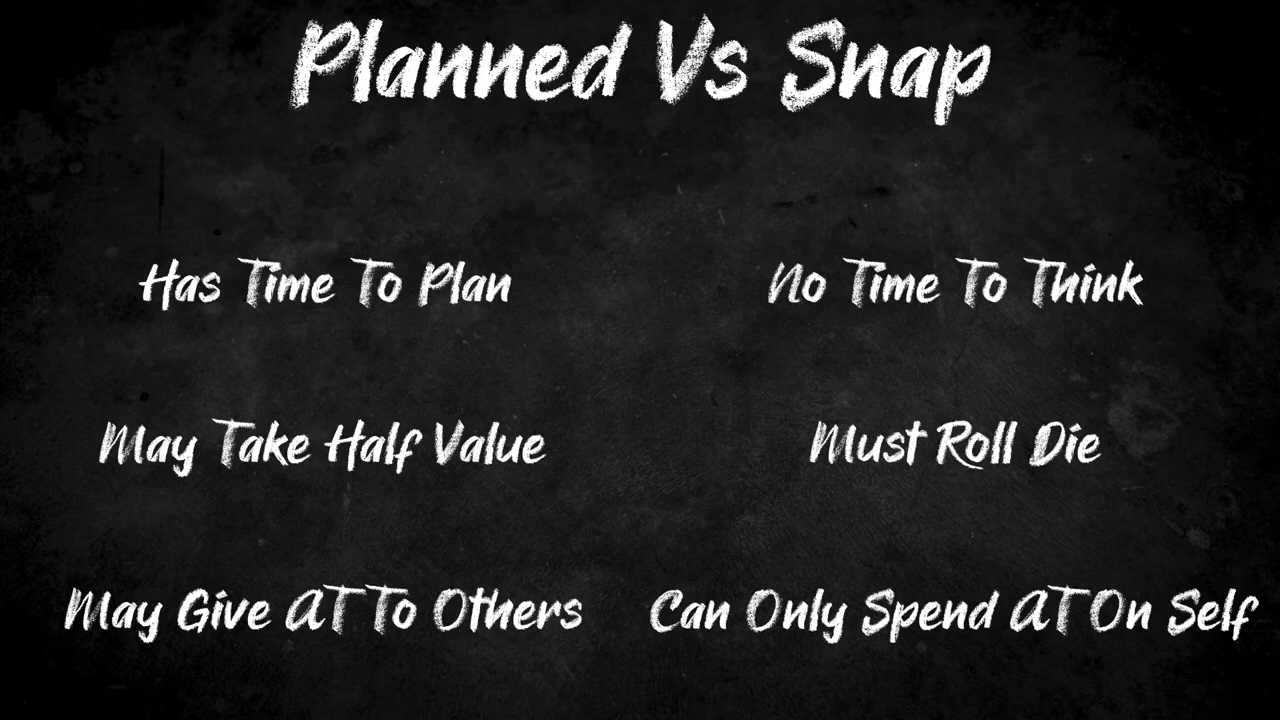 Planned Vs Snap
Has Time To Plan
No Time To Think
May Take Half Value
Must Roll Die
May Give AT To Others
Can Only Spend AT On Self